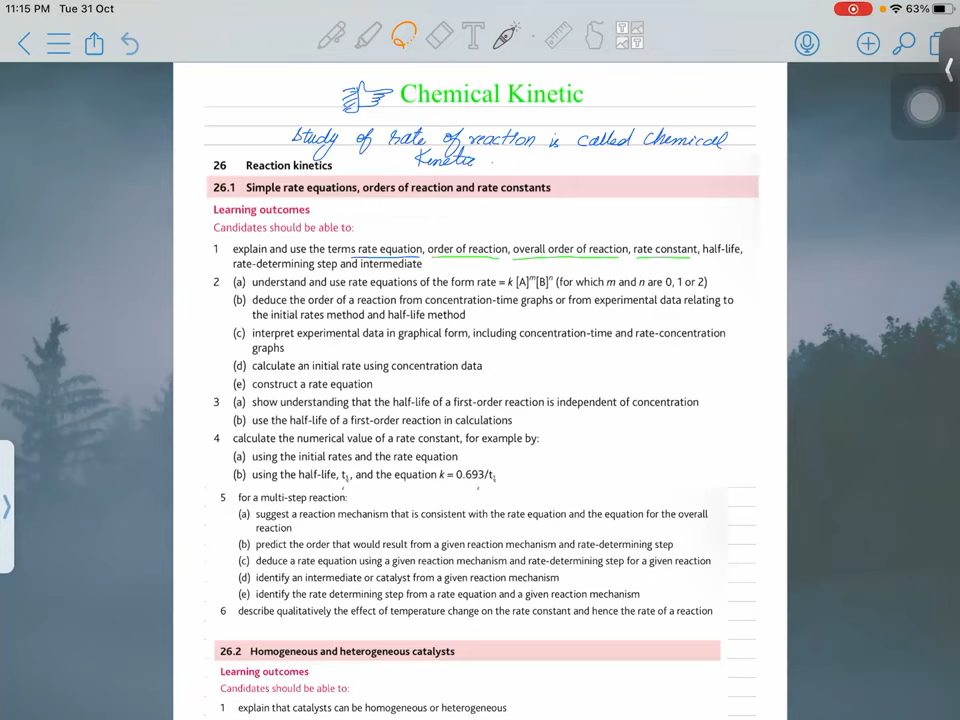 11:15 PM Tue 31 Oct
63%
Chemical Kinetic
Study of rate of reaction is called Chemical
Kinetic .
26 Reaction kinetics
26.1 Simple rate equations, orders of reaction and rate constants
Learning outcomes
Candidates should be able to:
1 explain and use the terms rate equation, order of reaction, overall order of reaction, rate constant, half-life,
rate-determining step and intermediate
2 (a) understand and use rate equations of the form rate = k [A]ᵐ[B]ⁿ (for which m and n are 0, 1 or 2)
(b) deduce the order of a reaction from concentration-time graphs or from experimental data relating to
the initial rates method and half-life method
(c) interpret experimental data in graphical form, including concentration-time and rate-concentration
graphs
(d) calculate an initial rate using concentration data
(e) construct a rate equation
3 (a) show understanding that the half-life of a first-order reaction is independent of concentration
(b) use the half-life of a first-order reaction in calculations
4 calculate the numerical value of a rate constant, for example by:
(a) using the initial rates and the rate equation
(b) using the half-life, t½, and the equation k = 0.693/t½
5 for a multi-step reaction:
(a) suggest a reaction mechanism that is consistent with the rate equation and the equation for the overall
reaction
(b) predict the order that would result from a given reaction mechanism and rate-determining step
(c) deduce a rate equation using a given reaction mechanism and rate-determining step for a given reaction
(d) identify an intermediate or catalyst from a given reaction mechanism
(e) identify the rate determining step from a rate equation and a given reaction mechanism
6 describe qualitatively the effect of temperature change on the rate constant and hence the rate of a reaction
26.2 Homogeneous and heterogeneous catalysts
Learning outcomes
Candidates should be able to:
1 explain that catalysts can be homogeneous or heterogeneous